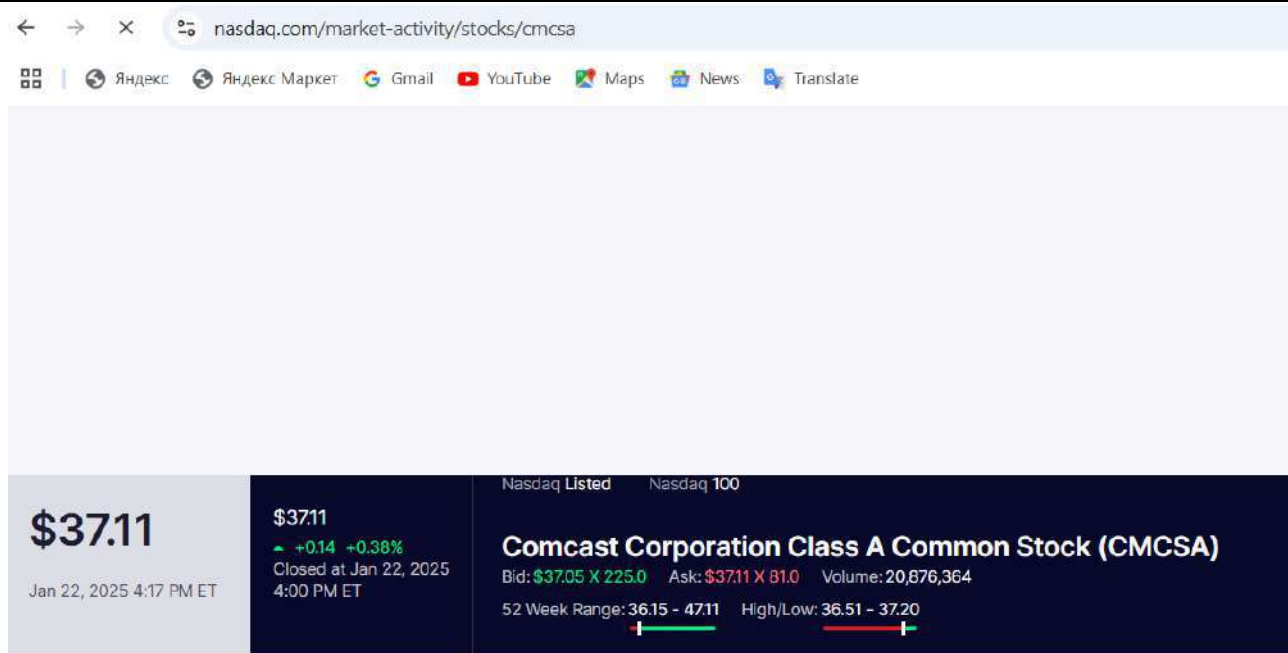 nasdaq.com/market-activity/stocks/cmcsa
Яндекс Яндекс Маркет Gmail YouTube Maps News Translate
$37.11
Jan 22, 2025 4:17 PM ET
$37.11
+0.14 +0.38%
Closed at Jan 22, 2025
4:00 PM ET
Nasdaq Listed Nasdaq 100
Comcast Corporation Class A Common Stock (CMCSA)
Bid: $37.05 X 225.0 Ask: $37.11 X 81.0 Volume: 20,876,364
52 Week Range: 36.15 - 47.11 High/Low: 36.51 - 37.20